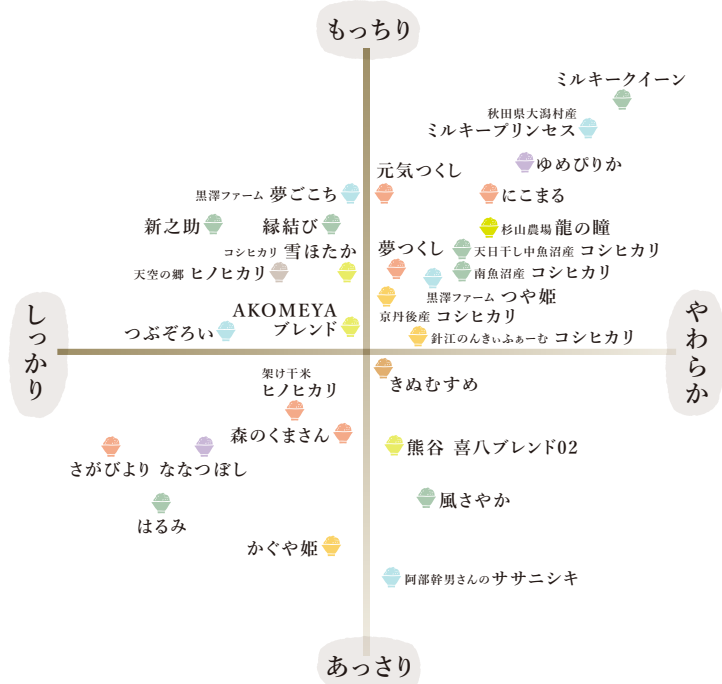 もっちり
ミルキークイーン
秋田県大潟村産
ミルキープリンセス
ゆめぴりか
元気つくし
にこまる
黒澤ファーム 夢ごこち
新之助
縁結び
杉山農場 龍の瞳
コシヒカリ 雪ほたか
夢つくし
天日干し中魚沼産 コシヒカリ
天空の郷 ヒノヒカリ
南魚沼産 コシヒカリ
黒澤ファーム つや姫
AKOMEYA
ブレンド
京丹後産 コシヒカリ
つぶぞろい
針江のんきぃふぁーむ コシヒカリ
しっかり
やわらか
架け干米
ヒノヒカリ
きぬむすめ
森のくまさん
熊谷 喜八ブレンド02
さがびより
ななつぼし
風さやか
はるみ
かぐや姫
阿部幹男さんのササニシキ
あっさり